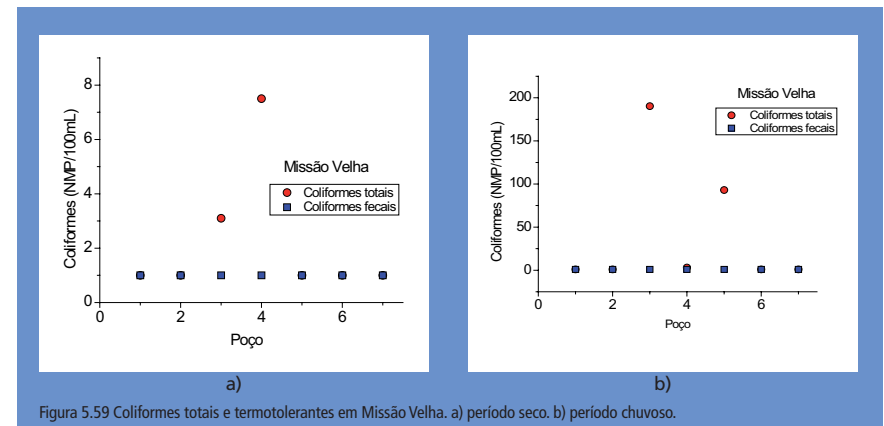 8
6
4
2
0
0
2
4
6
Coliformes (NMP/100mL)
Poço
Missão Velha
Coliformes totais
Coliformes fecais
a)
200
150
100
50
0
0
2
4
6
8
Coliformes (NMP/100mL)
Poço
Missão Velha
Coliformes totais
Coliformes fecais
b)
Figura 5.59 Coliformes totais e termotolerantes em Missão Velha. a) período seco. b) período chuvoso.